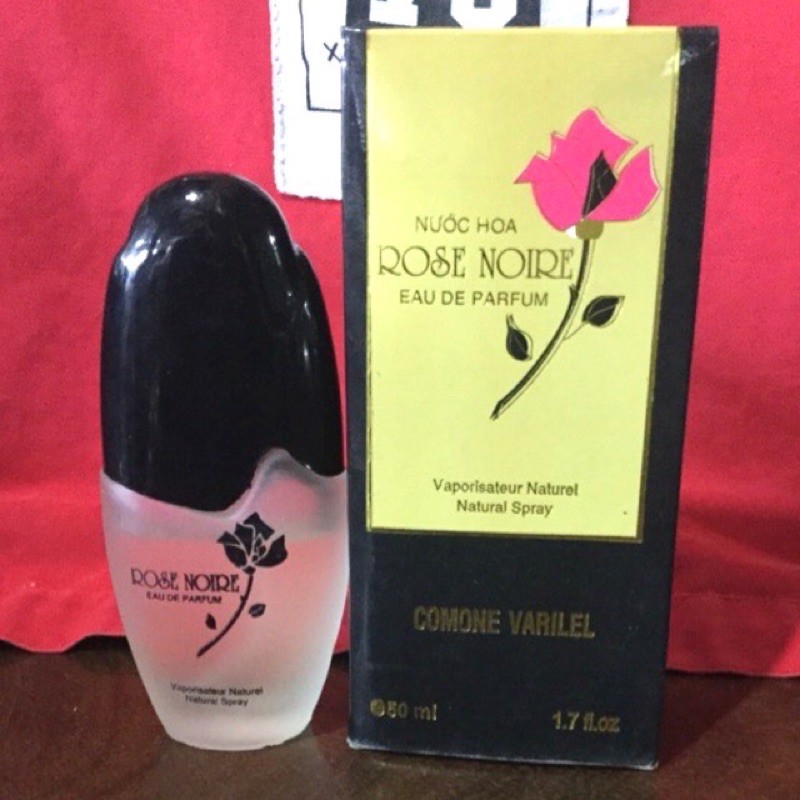 NƯỚC HOA
ROSE NOIRE
EAU DE PARFUM
Vaporisateur Naturel
Natural Spray
COMONE VARILEL
50 ml
1.7 fl.oz
ROSE NOIRE
EAU DE PARFUM
Vaporisateur Naturel
Natural Spray